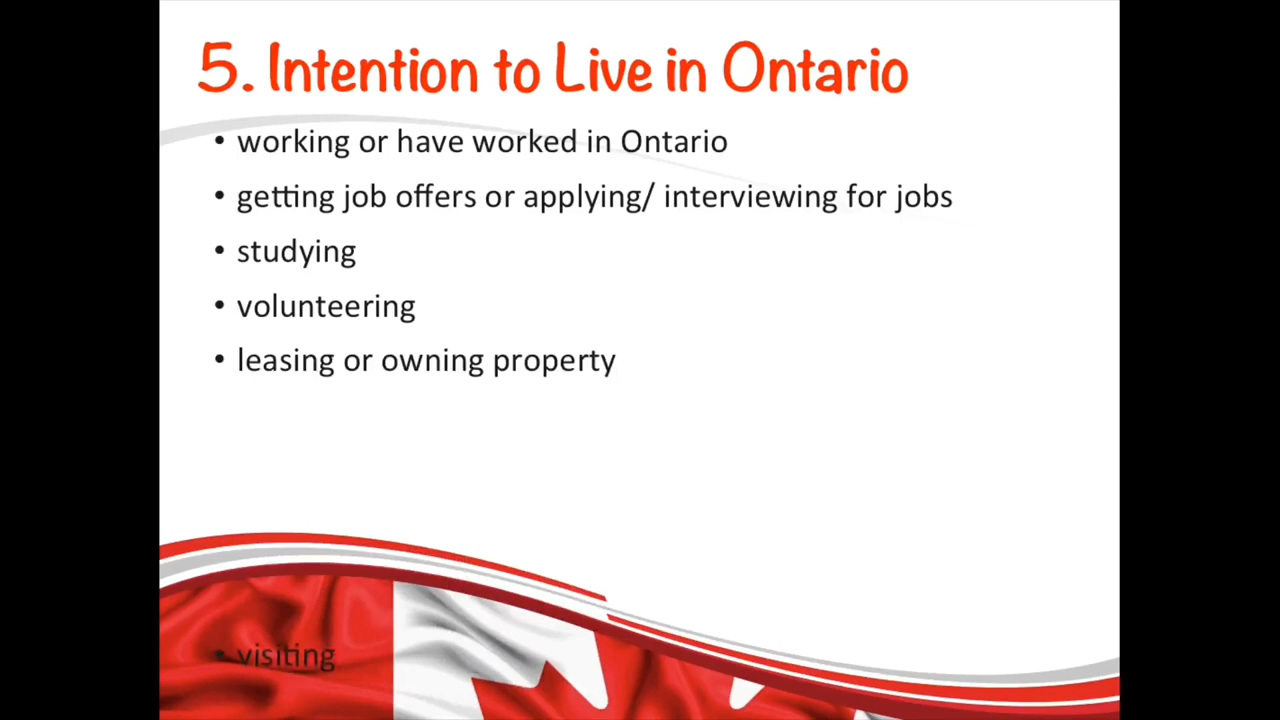 5. Intention to Live in Ontario
• working or have worked in Ontario
• getting job offers or applying/ interviewing for jobs
• studying
• volunteering
• leasing or owning property
• visiting